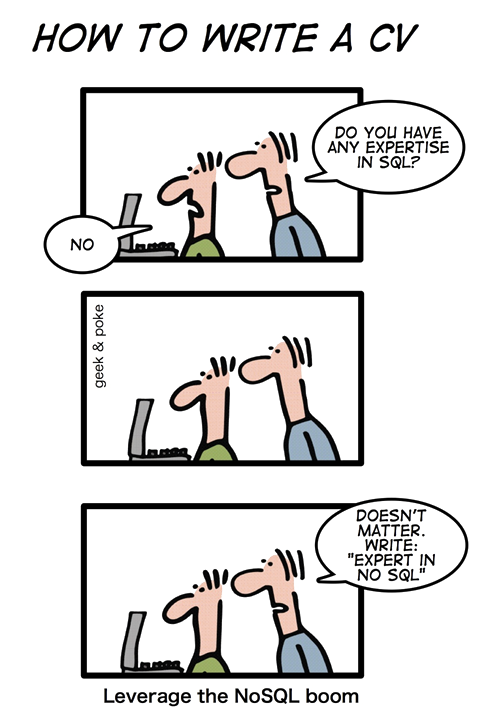 HOW TO WRITE A CV
DO YOU HAVE
ANY EXPERTISE
IN SQL?
NO
geek & poke
DOESN'T
MATTER.
WRITE:
"EXPERT IN
NO SQL"
Leverage the NoSQL boom